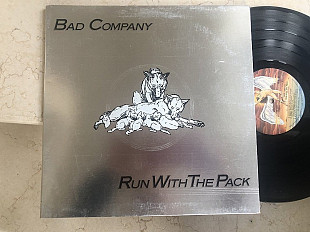 BAD COMPANY
RUN WITH THE PACK